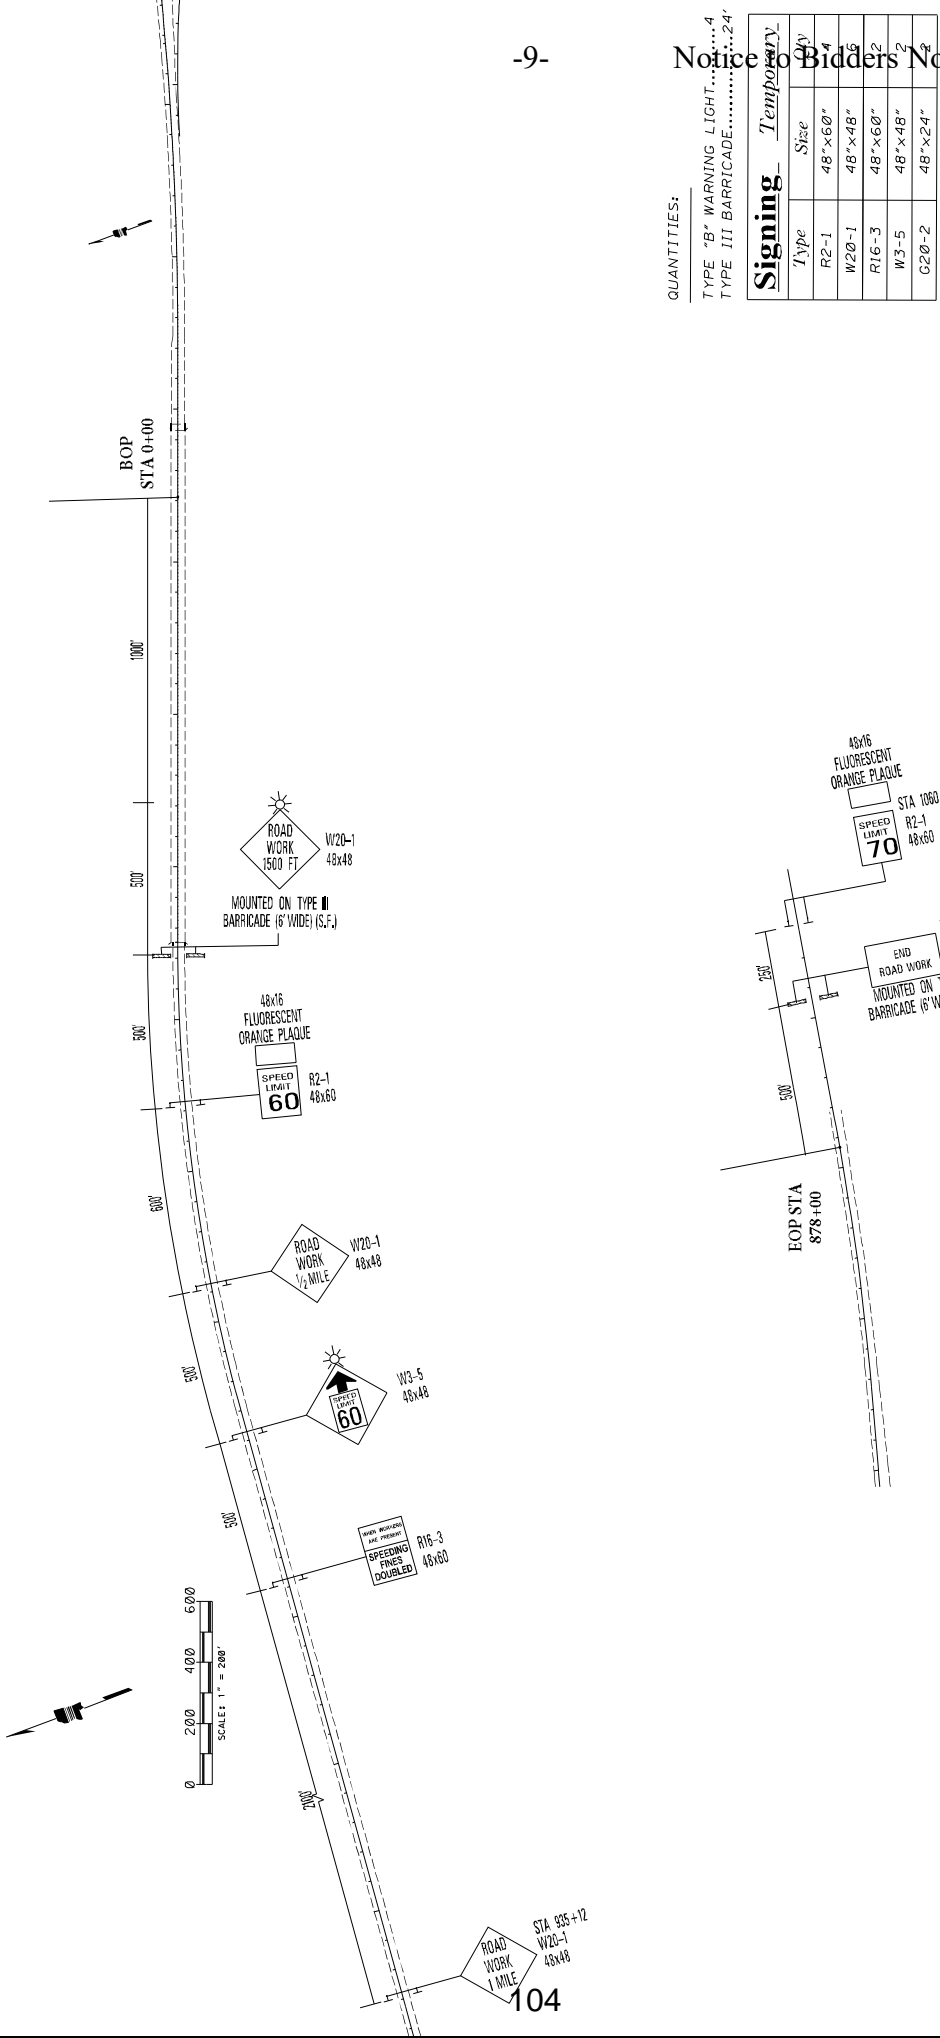 -9-
Notice to Bidders No
QUANTITIES:
TYPE "B" WARNING LIGHT.........4
TYPE III BARRICADE..............24'
Signing Temporary
Type Size Qty
R2-1 48"x60" 4
W20-1 48"x48" 6
R16-3 48"x60" 2
W3-5 48"x48" 2
G20-2 48"x24" 2
BOP
STA 0+00
1000'
500'
ROAD
WORK
1500 FT
W20-1
48x48
MOUNTED ON TYPE III
BARRICADE (6' WIDE) (S.F.)
500'
48x16
FLUORESCENT
ORANGE PLAQUE
SPEED
LIMIT
60
R2-1
48x60
600'
ROAD
WORK
1/2 MILE
W20-1
48x48
500'
SPEED
LIMIT
60
W3-5
48x48
500'
WHEN WORKERS
ARE PRESENT
SPEEDING
FINES
DOUBLED
R16-3
48x60
0 200 400 600
SCALE: 1" = 200'
2100'
ROAD
WORK
1 MILE
STA 935+12
W20-1
48x48
48x16
FLUORESCENT
ORANGE PLAQUE
SPEED
LIMIT
70
STA 1060
R2-1
48x60
250'
END
ROAD WORK
MOUNTED ON T
BARRICADE (6' W
500'
EOP STA
878+00
104